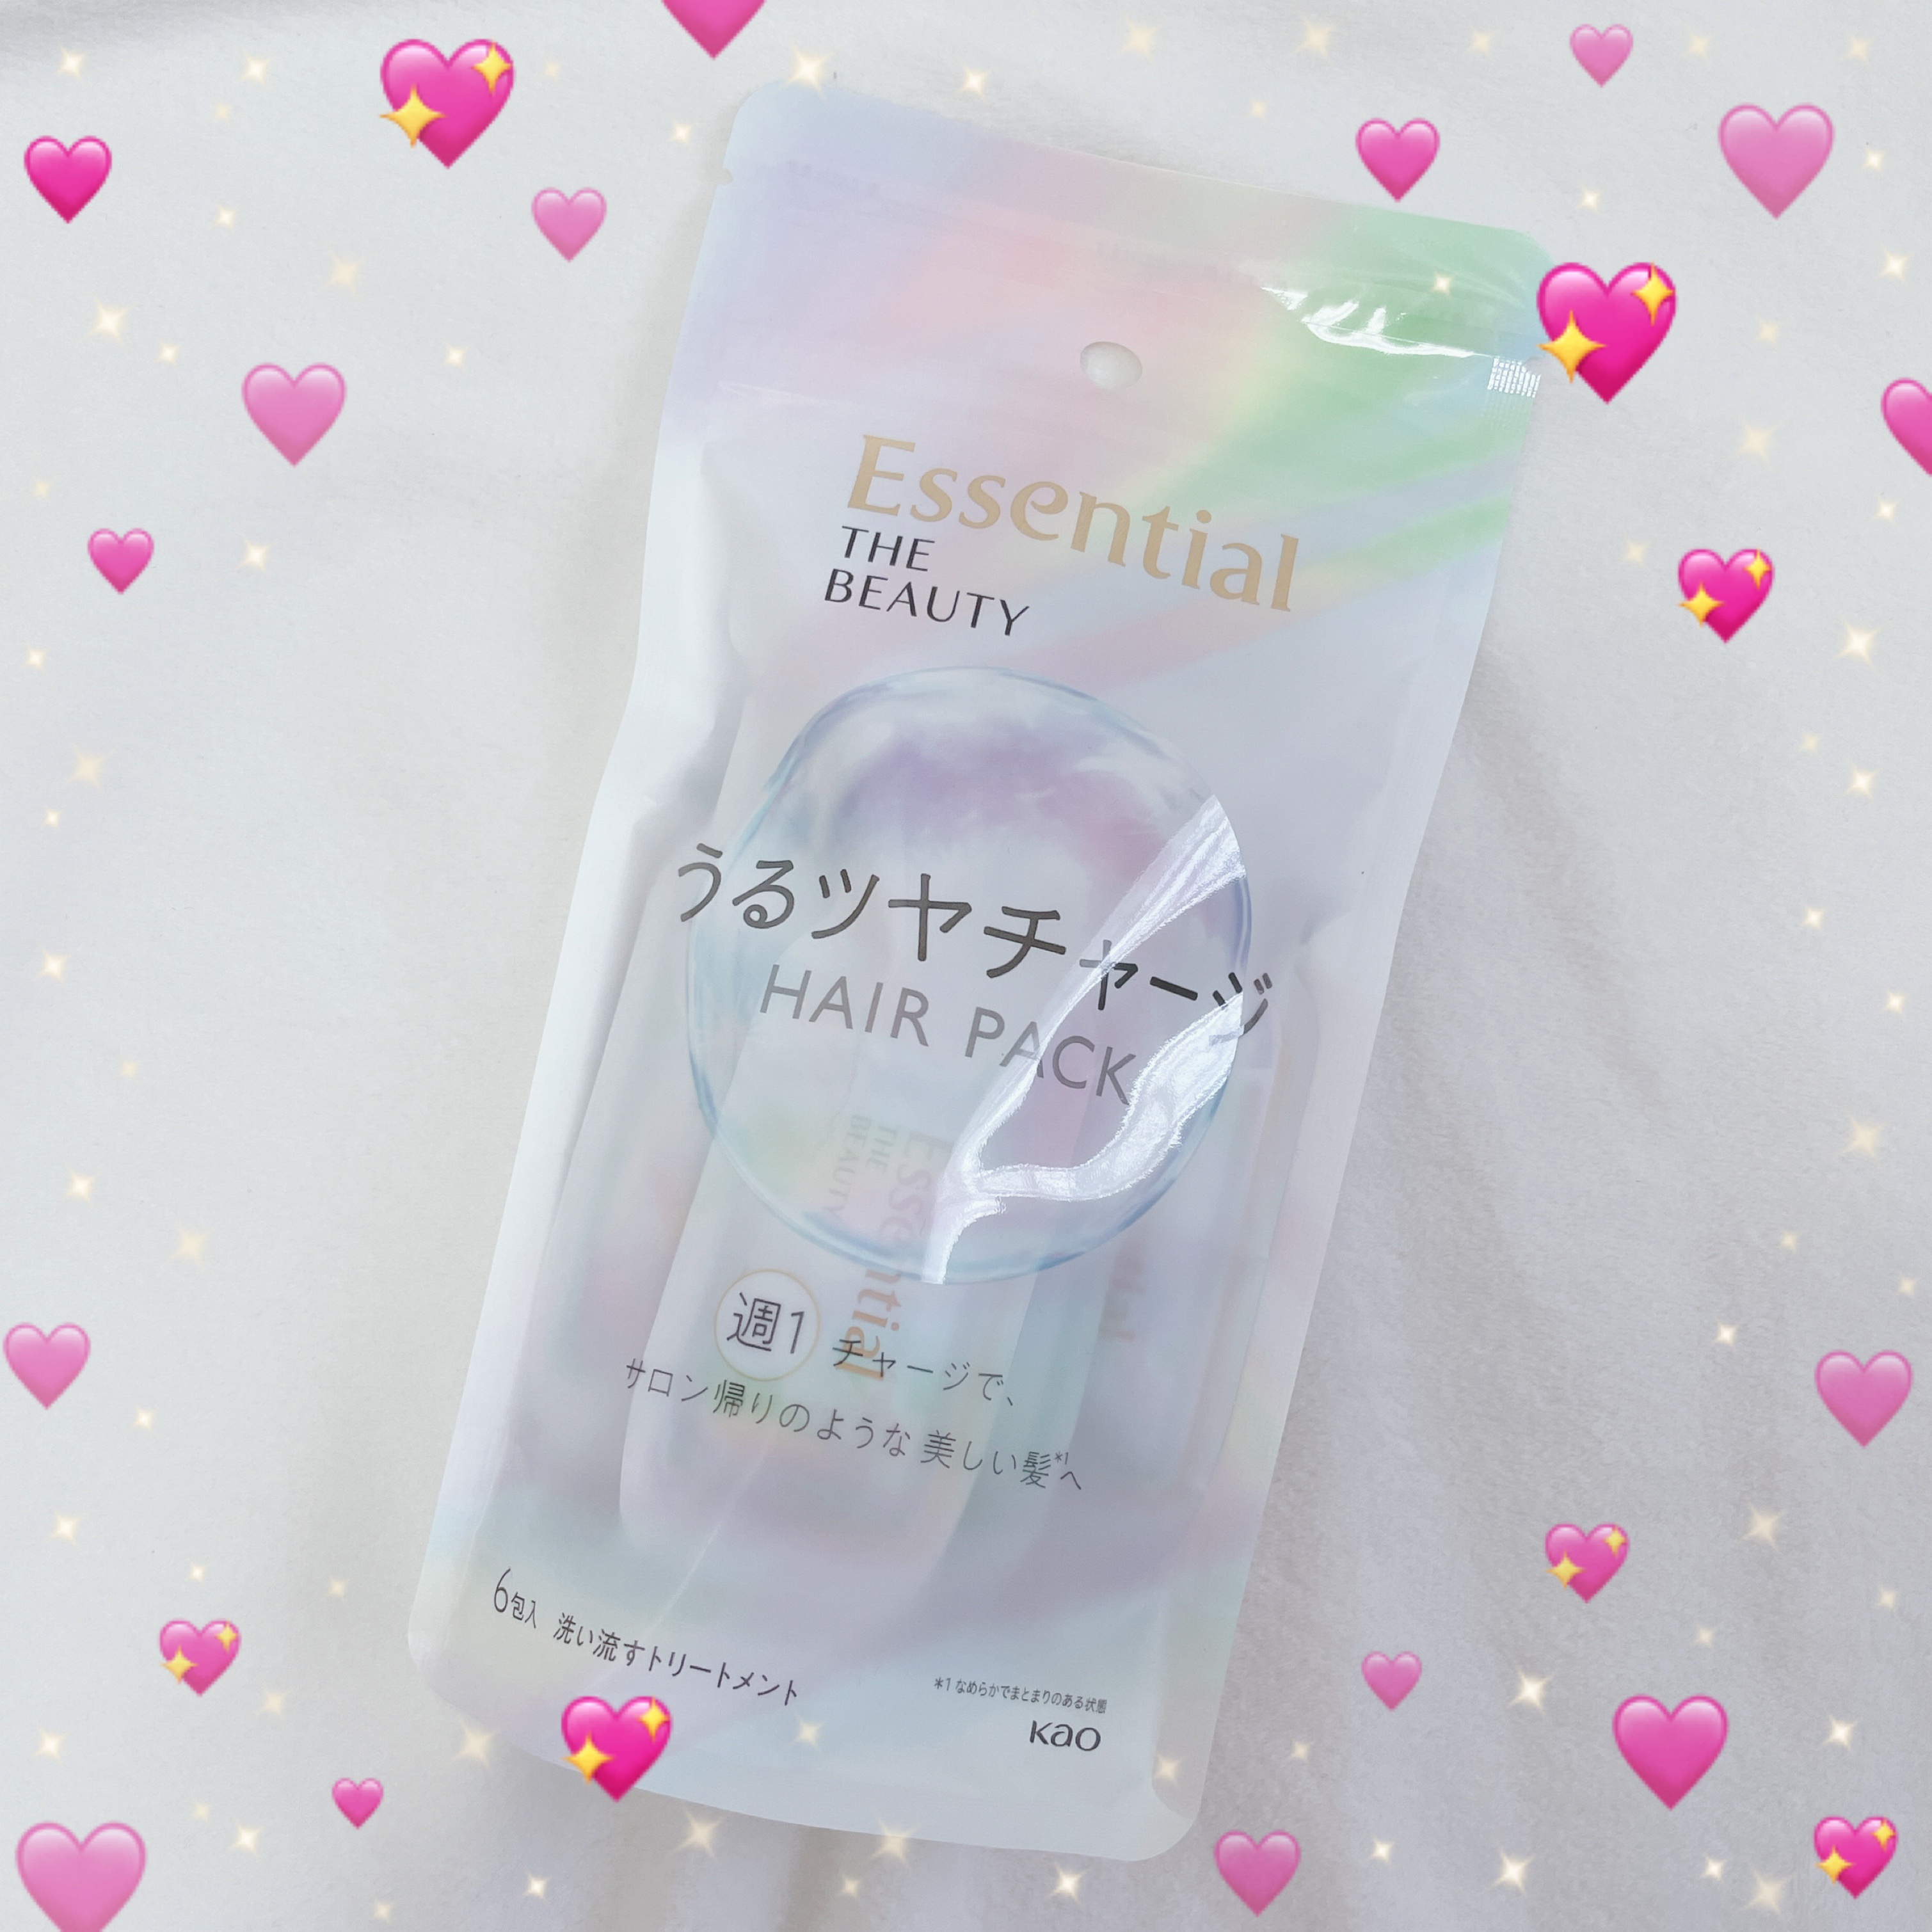 Essential
THE
BEAUTY
うるツヤチャージ
HAIR PACK
THE
BEAUTY
Essential
週1 チャージで、
サロン帰りのような 美しい髪*1へ
6包入 洗い流すトリートメント
*1 なめらかでまとまりのある状態
Kao